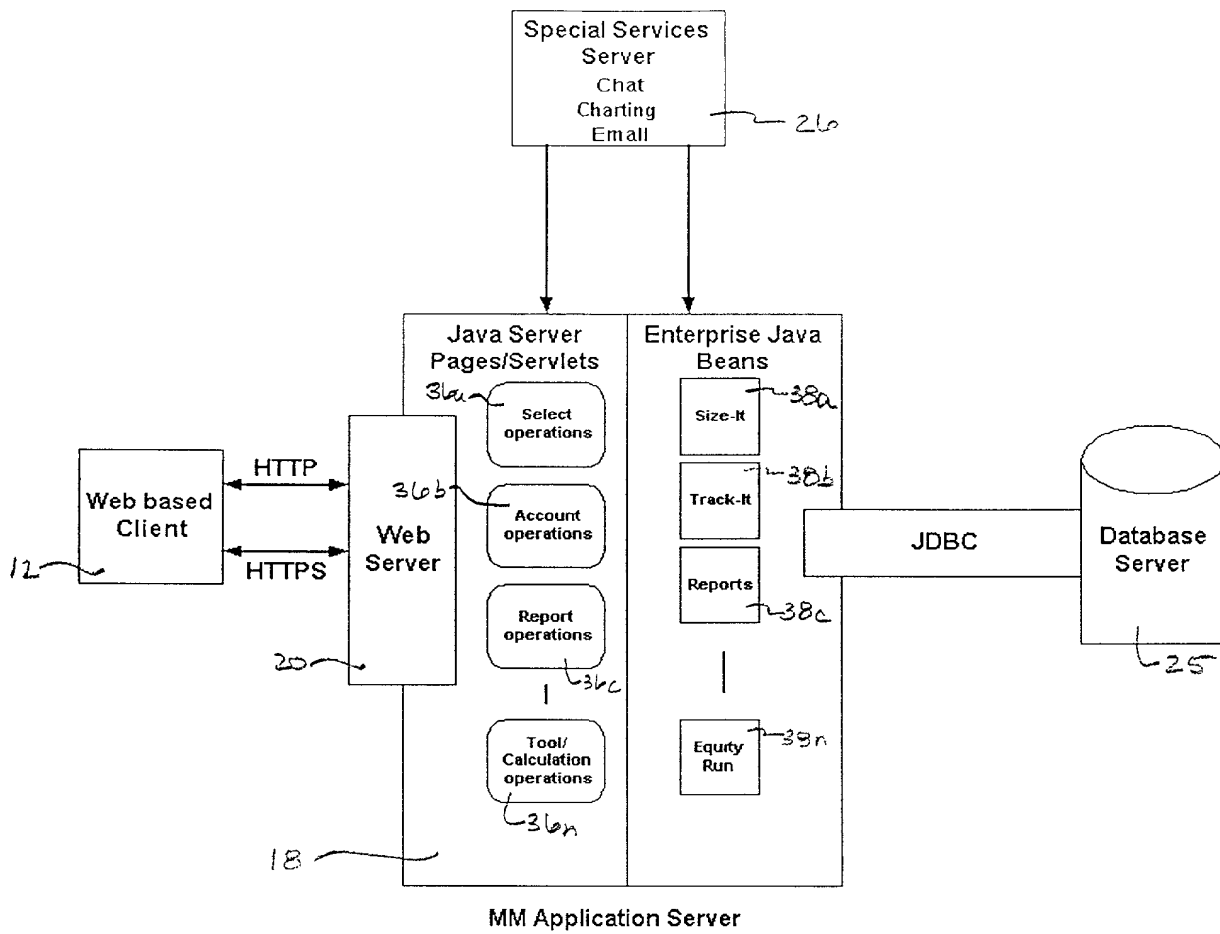 Special Services
Server
Chat
Charting
Email
26
Java Server
Pages/Servlets
Enterprise Java
Beans
36a
Select
operations
38a
Size-It
HTTP
36b
38b
Track-It
Web based
Client
Account
operations
Web
Server
JDBC
Database
Server
12
HTTPS
Reports
38c
Report
operations
20
36c
25
38n
Tool/
Calculation
operations
Equity
Run
36n
18
MM Application Server